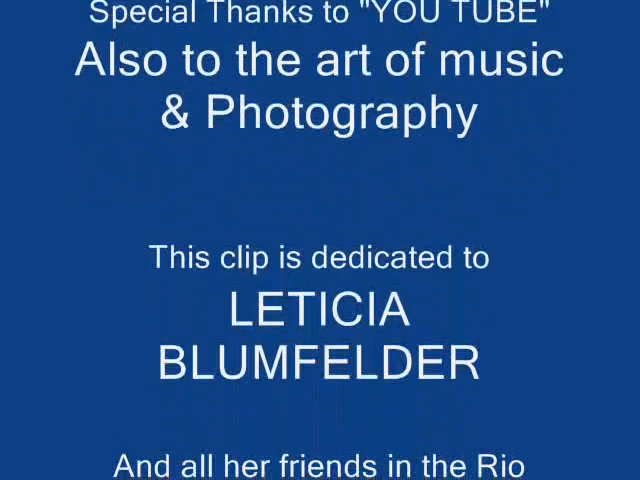 Special Thanks to "YOU TUBE"
Also to the art of music
& Photography
This clip is dedicated to
LETICIA
BLUMFELDER
And all her friends in the Rio